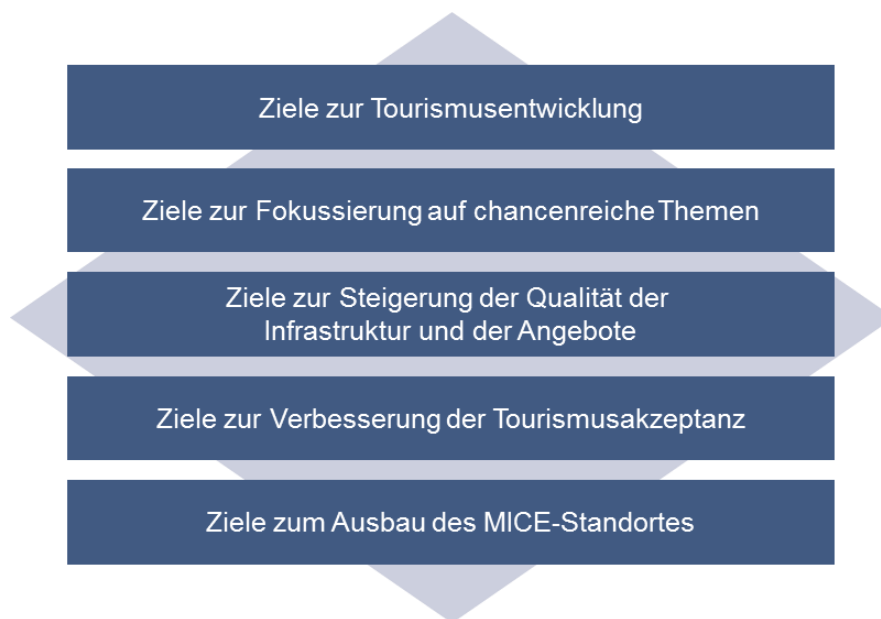 Ziele zur Tourismusentwicklung
Ziele zur Fokussierung auf chancenreiche Themen
Ziele zur Steigerung der Qualität der
Infrastruktur und der Angebote
Ziele zur Verbesserung der Tourismusakzeptanz
Ziele zum Ausbau des MICE-Standortes